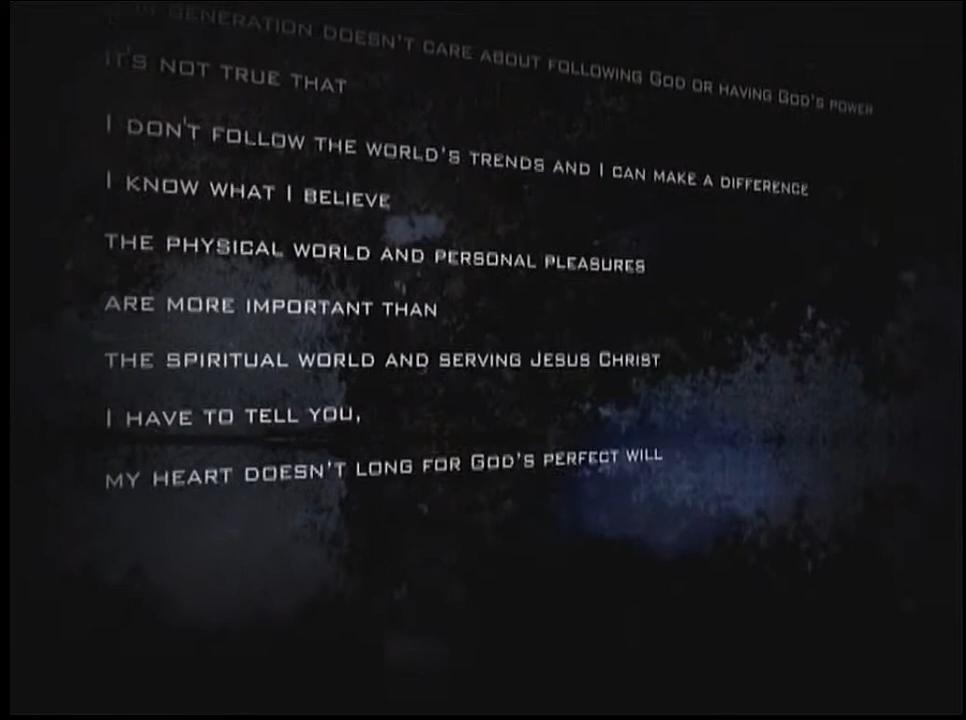 GENERATION DOESN'T CARE ABOUT FOLLOWING GOD OR HAVING GOD'S POWER
IT'S NOT TRUE THAT
I DON'T FOLLOW THE WORLD'S TRENDS AND I CAN MAKE A DIFFERENCE
I KNOW WHAT I BELIEVE
THE PHYSICAL WORLD AND PERSONAL PLEASURES
ARE MORE IMPORTANT THAN
THE SPIRITUAL WORLD AND SERVING JESUS CHRIST
I HAVE TO TELL YOU,
MY HEART DOESN'T LONG FOR GOD'S PERFECT WILL